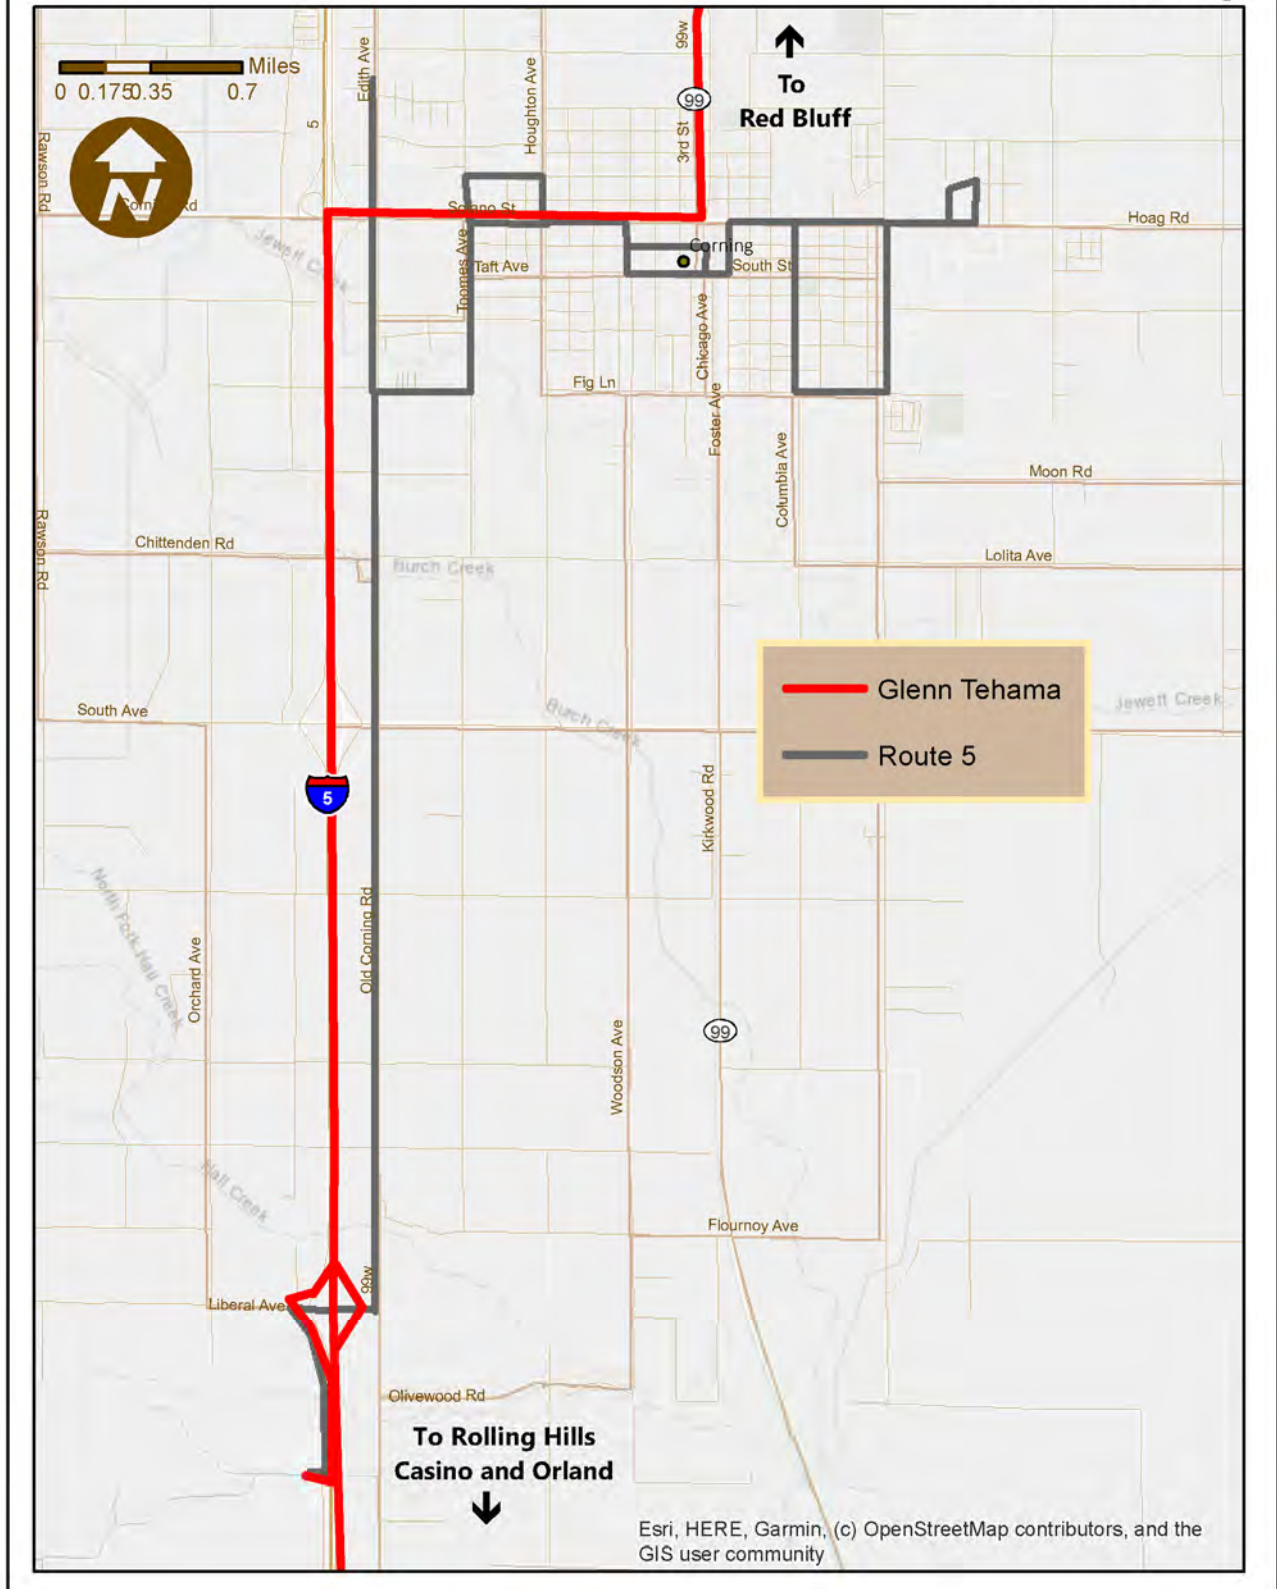 99w
Edith Ave
Miles
0 0.175 0.35 0.7
To
Red Bluff
Houghton Ave
99
5
3rd St
Rawson Rd
N
Solano St
Hoag Rd
Jewett Creek
Corning
Toomes Ave
Taft Ave
South St
Chicago Ave
Fig Ln
Foster Ave
Columbia Ave
Moon Rd
Rawson Rd
Chittenden Rd
Lolita Ave
Burch Creek
Glenn Tehama
South Ave
Burch Creek
Jewett Creek
Route 5
5
Kirkwood Rd
North Fork Hall Creek
Old Corning Rd
Orchard Ave
99
Woodson Ave
Hall Creek
Flournoy Ave
99w
Liberal Ave
Olivewood Rd
To Rolling Hills
Casino and Orland
Esri, HERE, Garmin, (c) OpenStreetMap contributors, and the
GIS user community